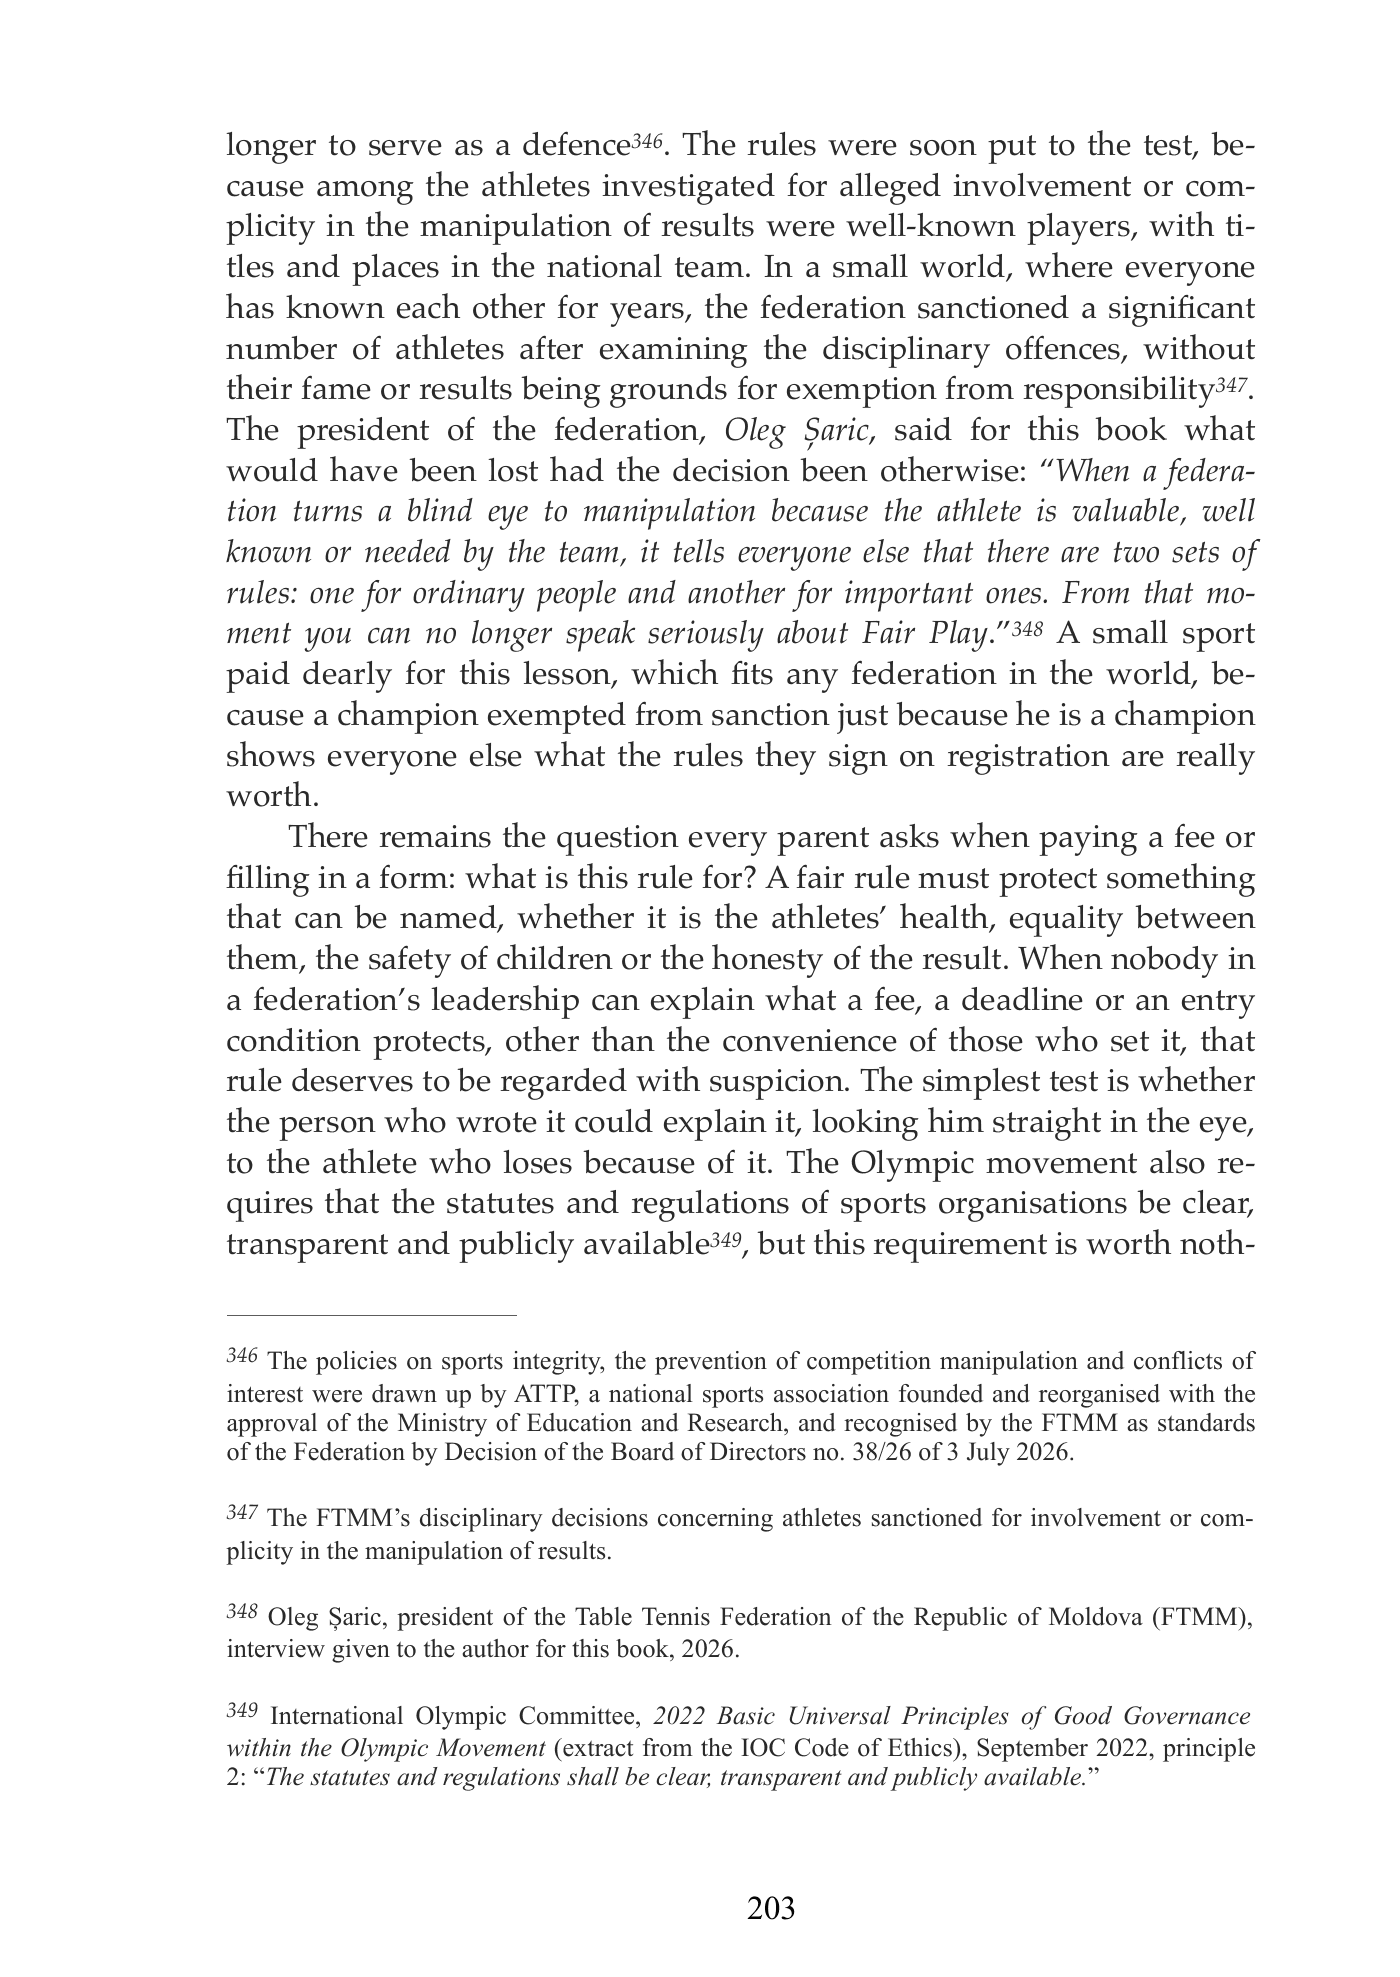 longer to serve as a defence346. The rules were soon put to the test, be-
cause among the athletes investigated for alleged involvement or com-
plicity in the manipulation of results were well-known players, with ti-
tles and places in the national team. In a small world, where everyone
has known each other for years, the federation sanctioned a significant
number of athletes after examining the disciplinary offences, without
their fame or results being grounds for exemption from responsibility347.
The president of the federation, Oleg Șaric, said for this book what
would have been lost had the decision been otherwise: “When a federa-
tion turns a blind eye to manipulation because the athlete is valuable, well
known or needed by the team, it tells everyone else that there are two sets of
rules: one for ordinary people and another for important ones. From that mo-
ment you can no longer speak seriously about Fair Play.”348 A small sport
paid dearly for this lesson, which fits any federation in the world, be-
cause a champion exempted from sanction just because he is a champion
shows everyone else what the rules they sign on registration are really
worth.
There remains the question every parent asks when paying a fee or
filling in a form: what is this rule for? A fair rule must protect something
that can be named, whether it is the athletes’ health, equality between
them, the safety of children or the honesty of the result. When nobody in
a federation’s leadership can explain what a fee, a deadline or an entry
condition protects, other than the convenience of those who set it, that
rule deserves to be regarded with suspicion. The simplest test is whether
the person who wrote it could explain it, looking him straight in the eye,
to the athlete who loses because of it. The Olympic movement also re-
quires that the statutes and regulations of sports organisations be clear,
transparent and publicly available349, but this requirement is worth noth-
346 The policies on sports integrity, the prevention of competition manipulation and conflicts of
interest were drawn up by ATTP, a national sports association founded and reorganised with the
approval of the Ministry of Education and Research, and recognised by the FTMM as standards
of the Federation by Decision of the Board of Directors no. 38/26 of 3 July 2026.
347 The FTMM’s disciplinary decisions concerning athletes sanctioned for involvement or com-
plicity in the manipulation of results.
348 Oleg Șaric, president of the Table Tennis Federation of the Republic of Moldova (FTMM),
interview given to the author for this book, 2026.
349 International Olympic Committee, 2022 Basic Universal Principles of Good Governance
within the Olympic Movement (extract from the IOC Code of Ethics), September 2022, principle
2: “The statutes and regulations shall be clear, transparent and publicly available.”
203